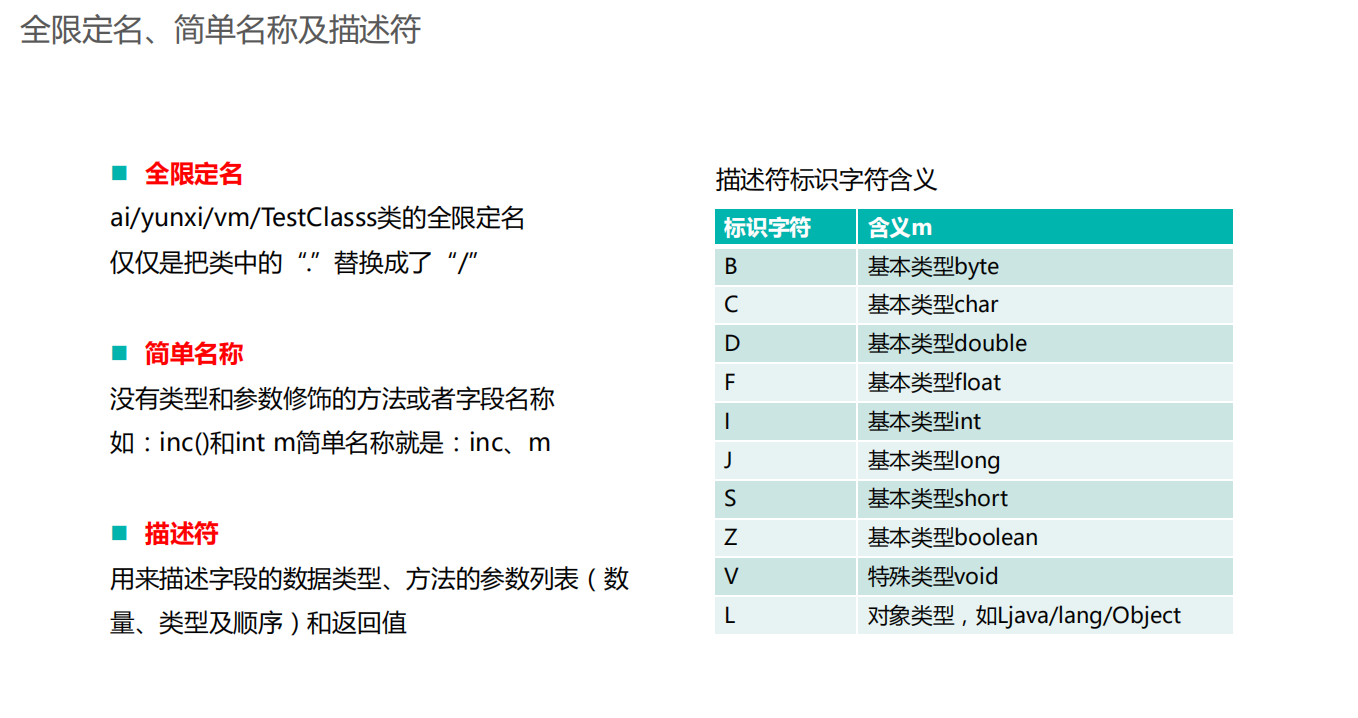 全限定名、简单名称及描述符
全限定名
ai/yunxi/vm/TestClasss类的全限定名
仅仅是把类中的“.”替换成了“/”
简单名称
没有类型和参数修饰的方法或者字段名称
如：inc()和int m简单名称就是：inc、m
描述符
用来描述字段的数据类型、方法的参数列表（数
量、类型及顺序）和返回值
描述符标识字符含义
标识字符 含义m
B 基本类型byte
C 基本类型char
D 基本类型double
F 基本类型float
I 基本类型int
J 基本类型long
S 基本类型short
Z 基本类型boolean
V 特殊类型void
L 对象类型，如Ljava/lang/Object